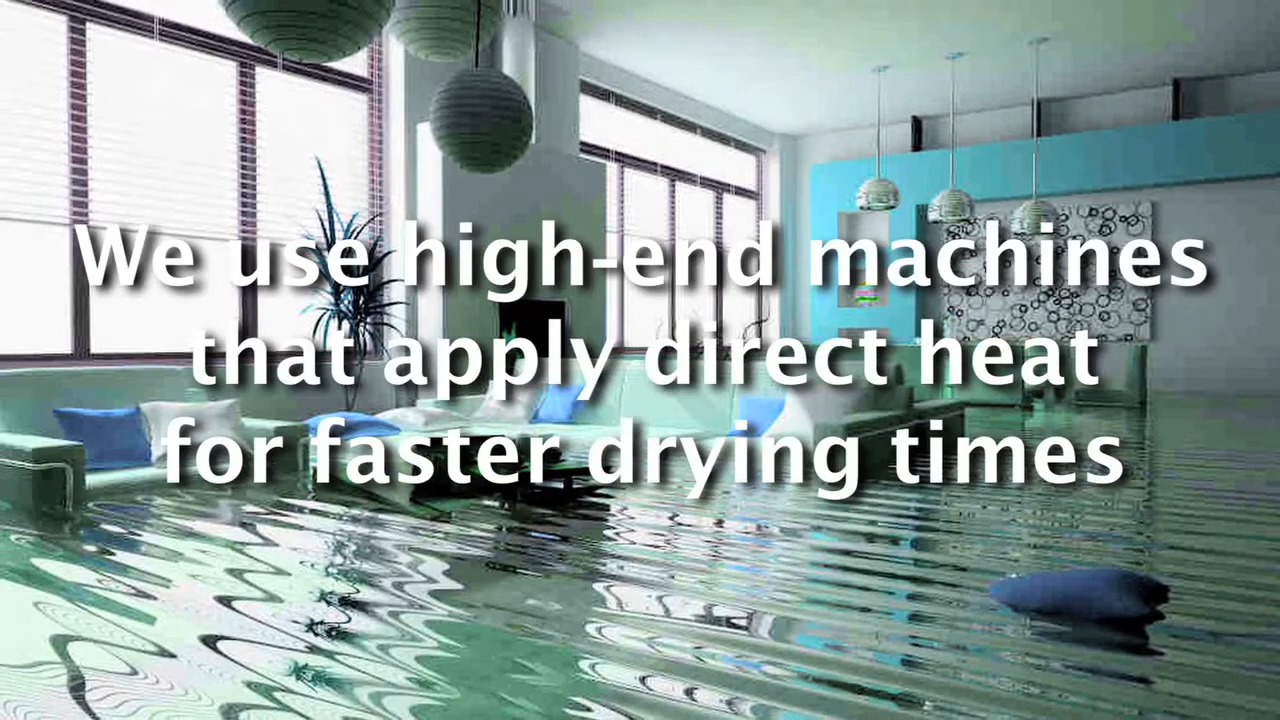 We use high-end machines
that apply direct heat
for faster drying times